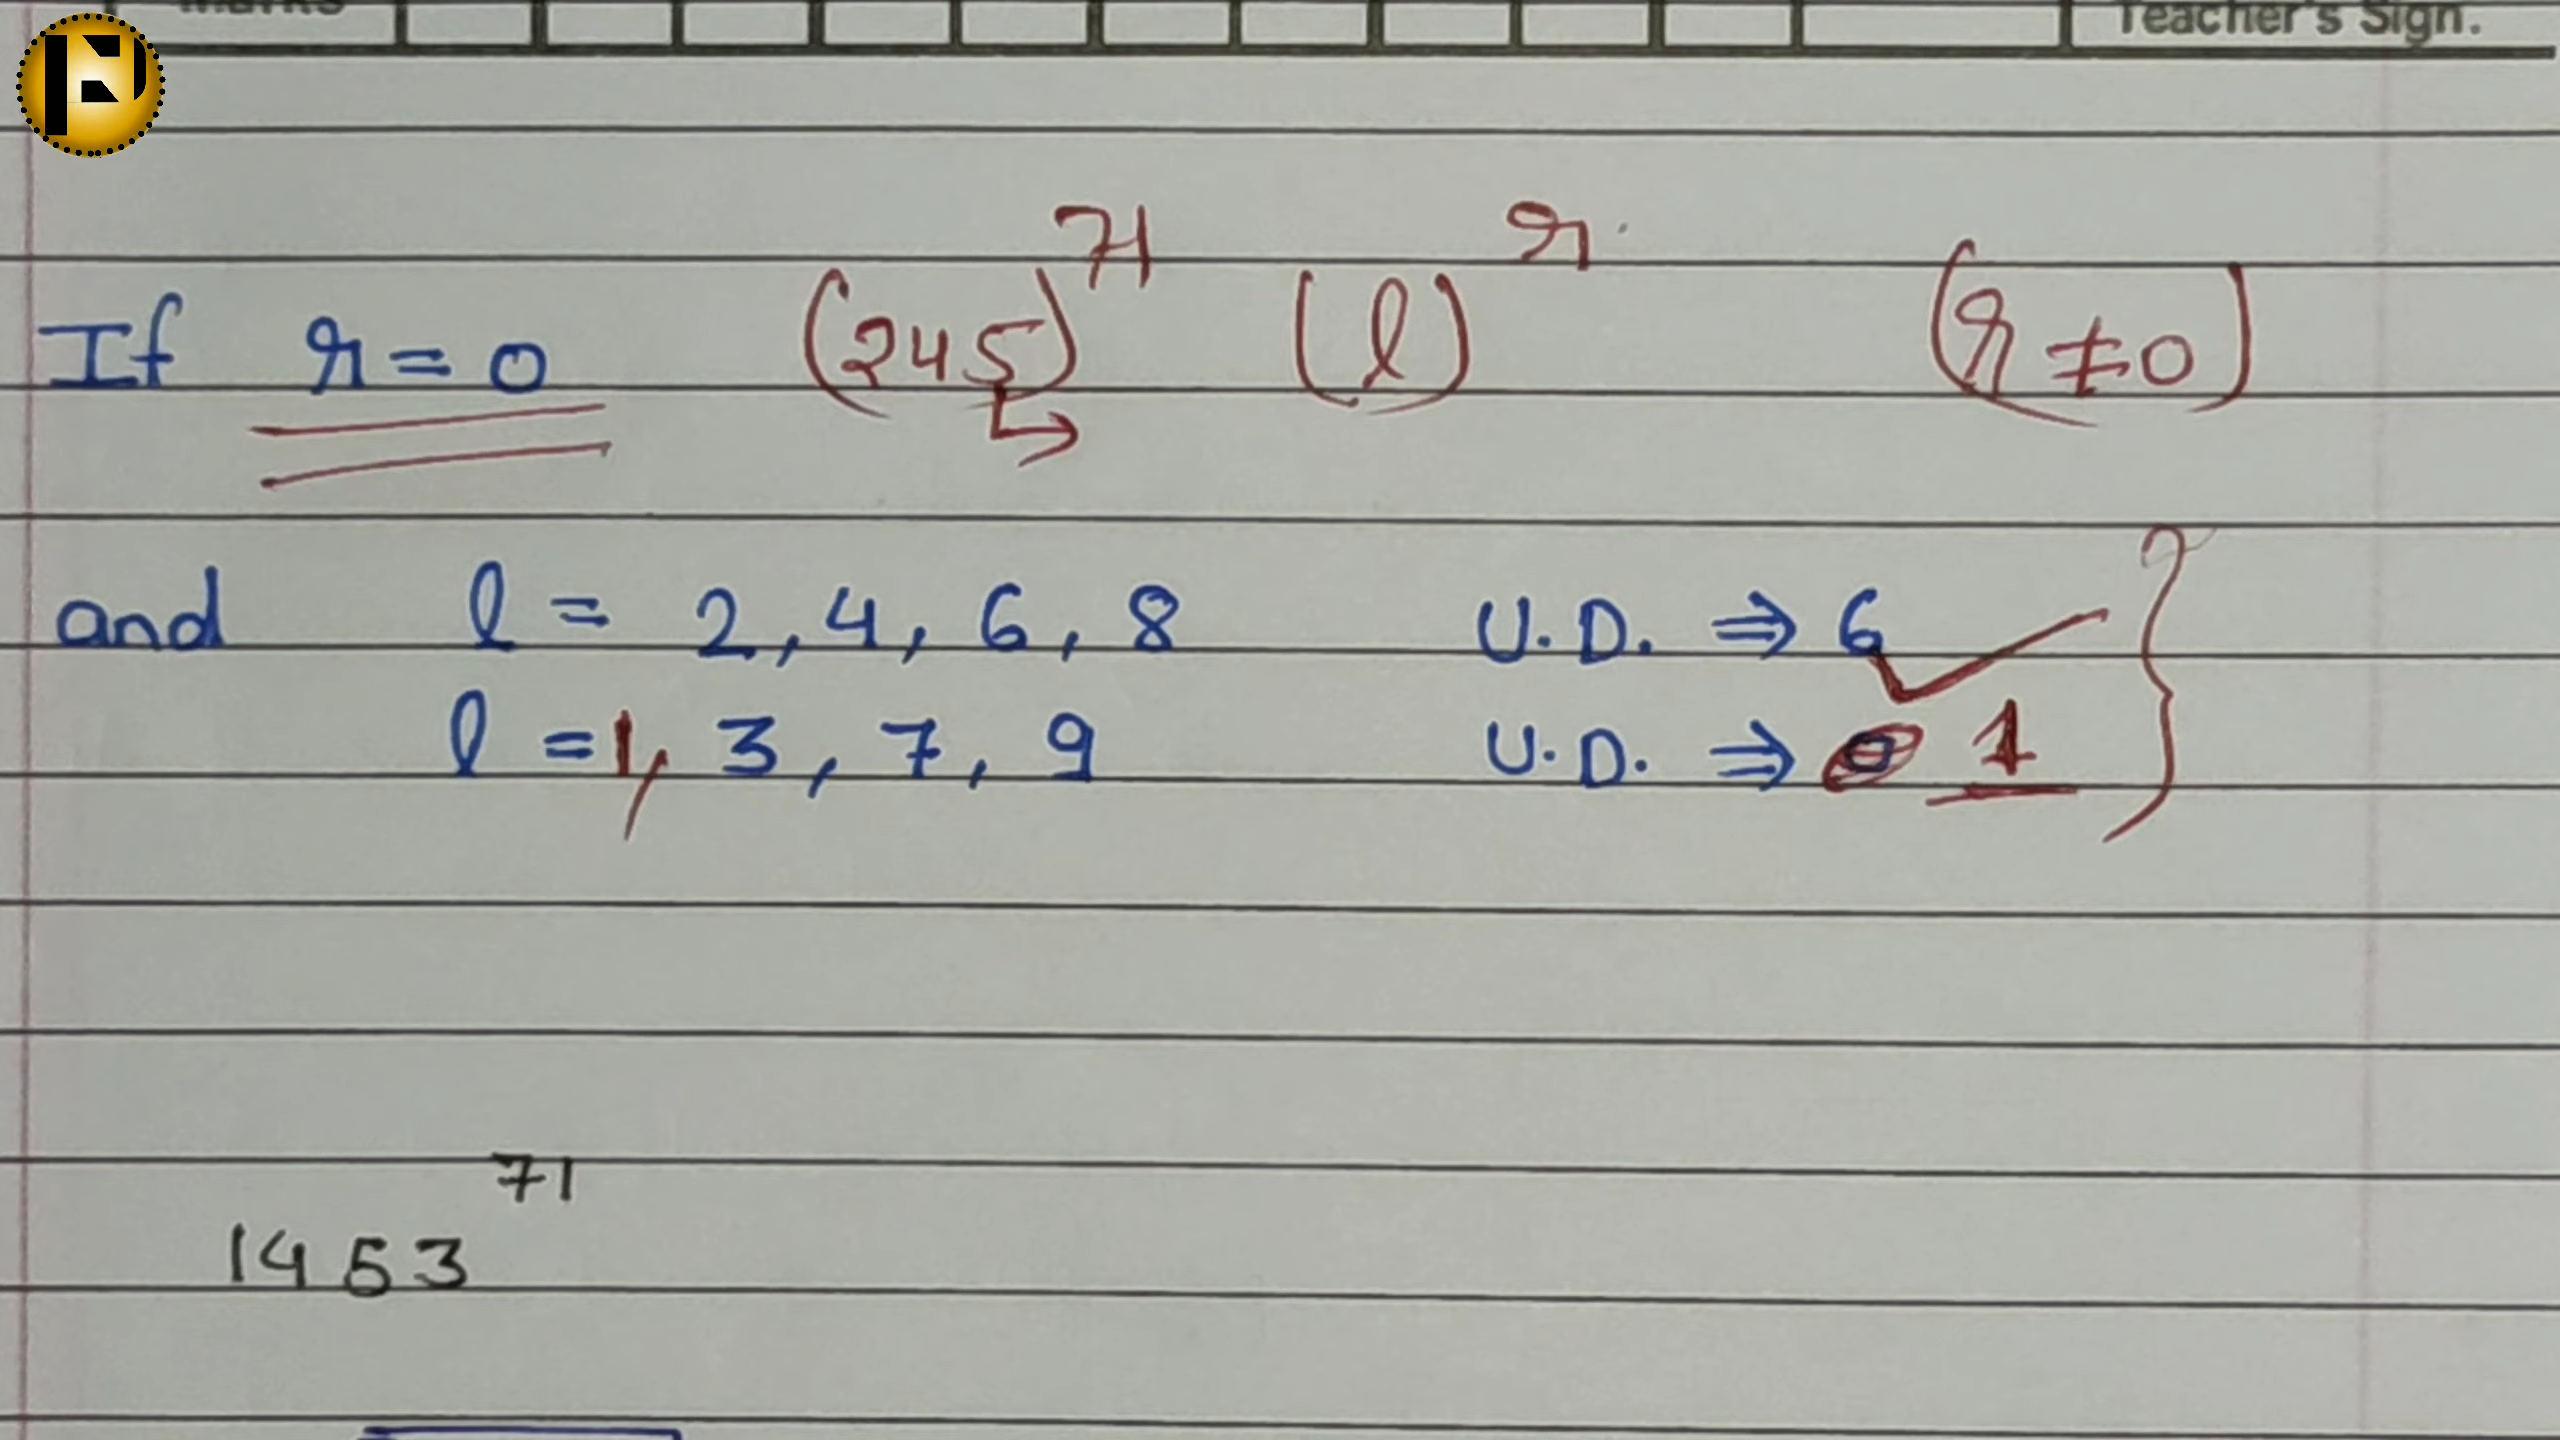 Marks Teacher's Sign.
If r = 0 (245)^71 (l)^r (r ≠ 0)
and l = 2, 4, 6, 8 U.D. ⇒ 6
l = 1, 3, 7, 9 U.D. ⇒ 1
1453^71